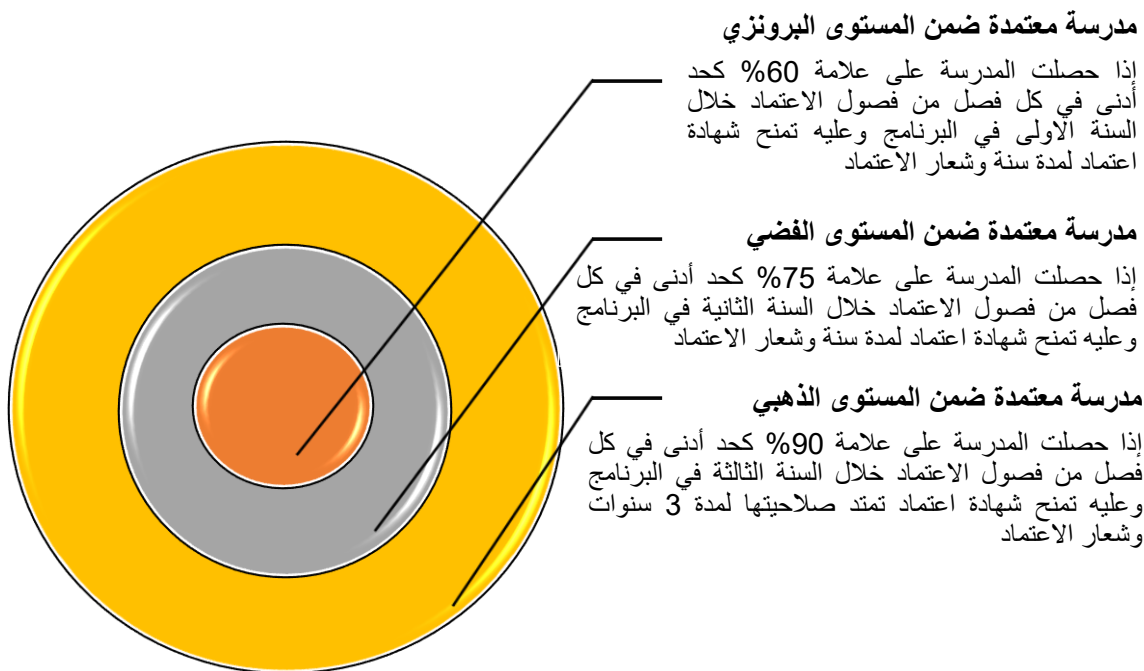 مدرسة معتمدة ضمن المستوى البرونزي
إذا حصلت المدرسة على علامة 60% كحد
أدنى في كل فصل من فصول الاعتماد خلال
السنة الاولى في البرنامج وعليه تمنح شهادة
اعتماد لمدة سنة وشعار الاعتماد
مدرسة معتمدة ضمن المستوى الفضي
إذا حصلت المدرسة على علامة 75% كحد أدنى في كل
فصل من فصول الاعتماد خلال السنة الثانية في البرنامج
وعليه تمنح شهادة اعتماد لمدة سنة وشعار الاعتماد
مدرسة معتمدة ضمن المستوى الذهبي
إذا حصلت المدرسة على علامة 90% كحد أدنى في كل
فصل من فصول الاعتماد خلال السنة الثالثة في البرنامج
وعليه تمنح شهادة اعتماد تمتد صلاحيتها لمدة 3 سنوات
وشعار الاعتماد